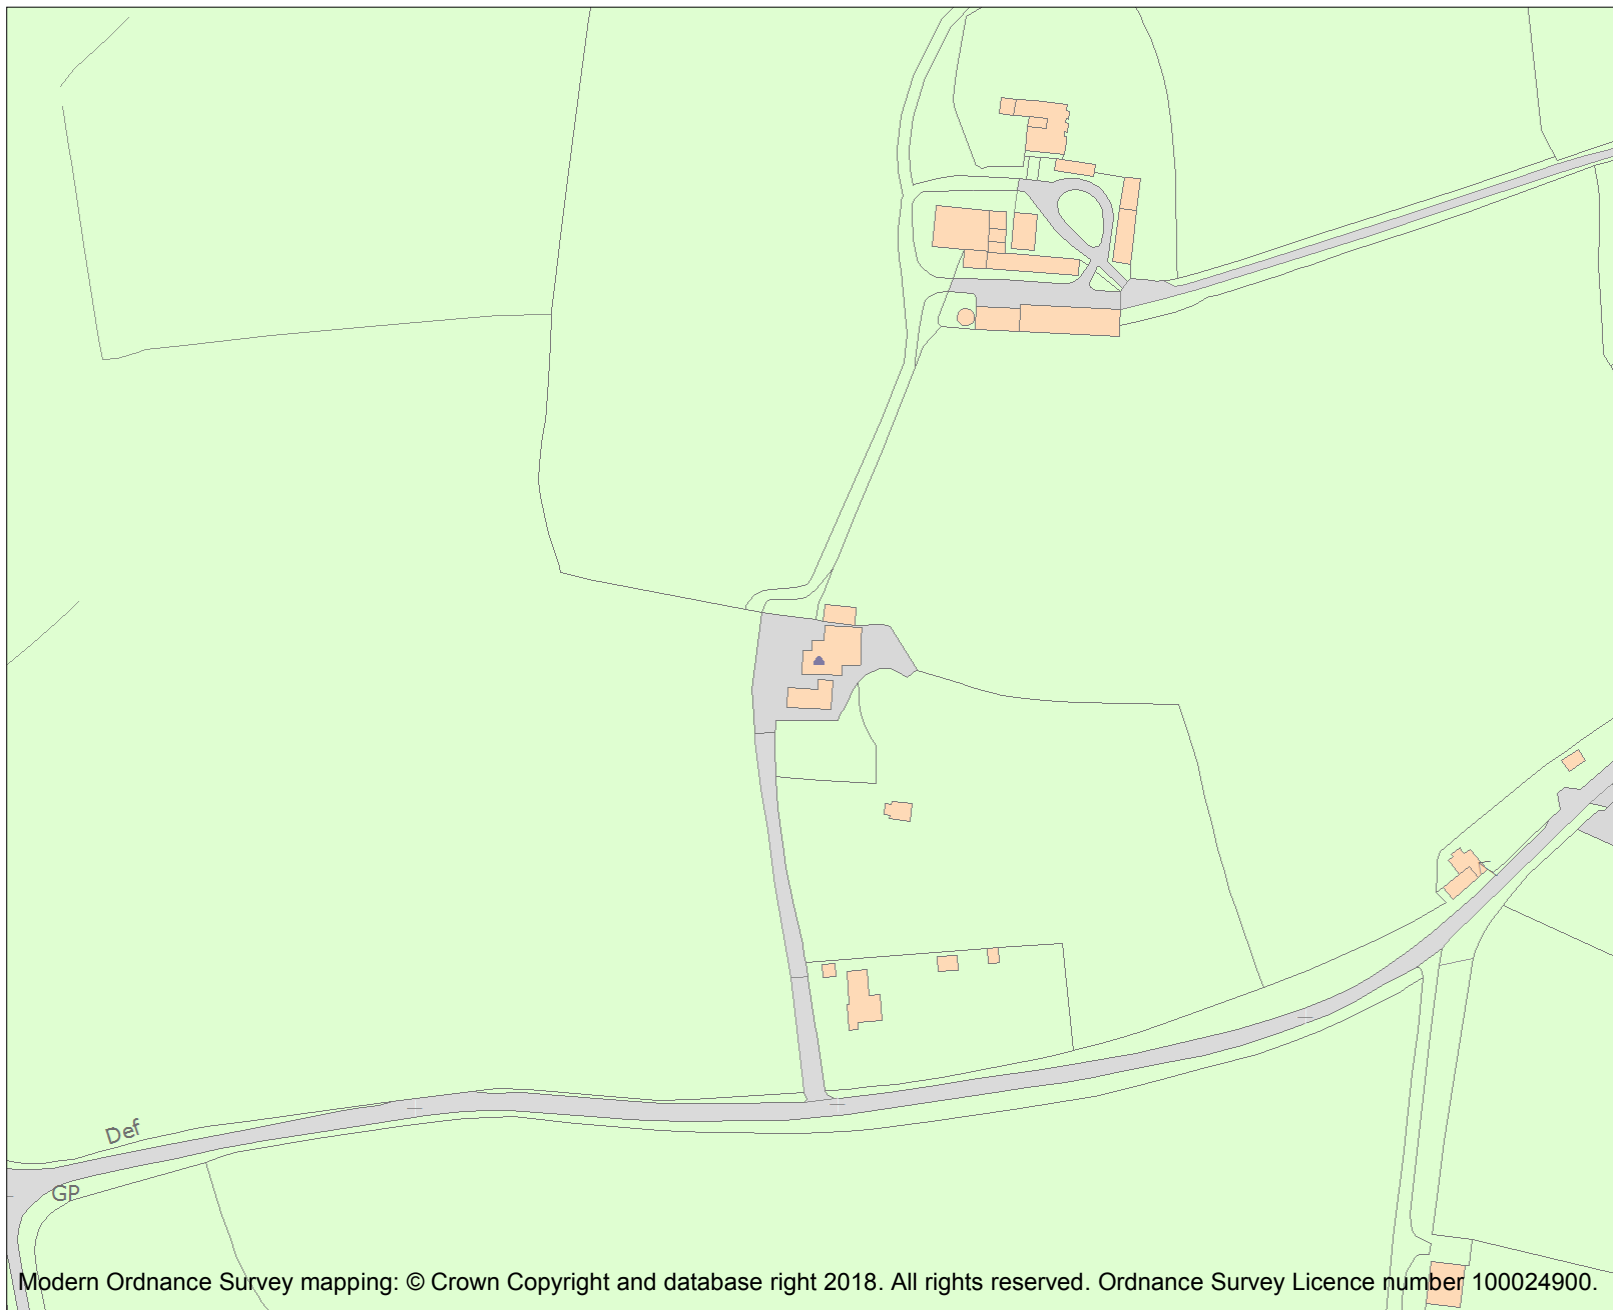 Def
GP
Modern Ordnance Survey mapping: © Crown Copyright and database right 2018. All rights reserved. Ordnance Survey Licence number 100024900.